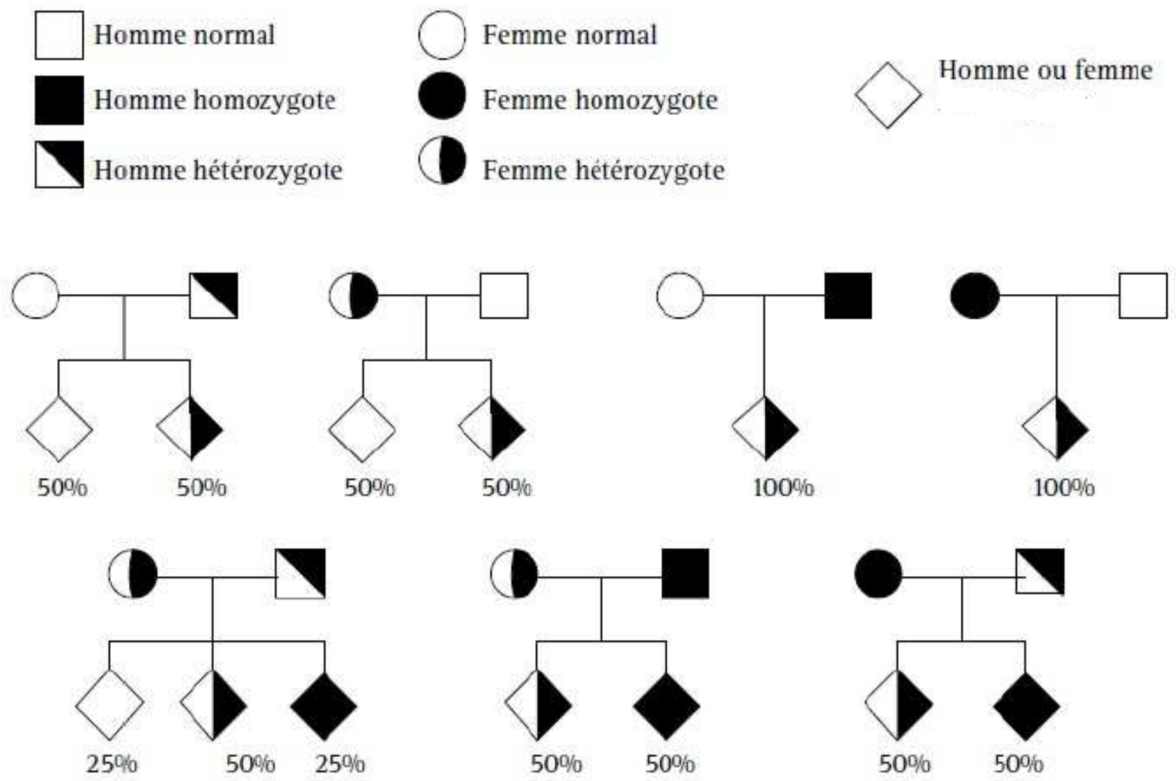 Homme normal
Femme normal
Homme ou femme
Homme homozygote
Femme homozygote
Homme hétérozygote
Femme hétérozygote
50% 50% 50% 50% 100% 100%
25% 50% 25% 50% 50% 50% 50%